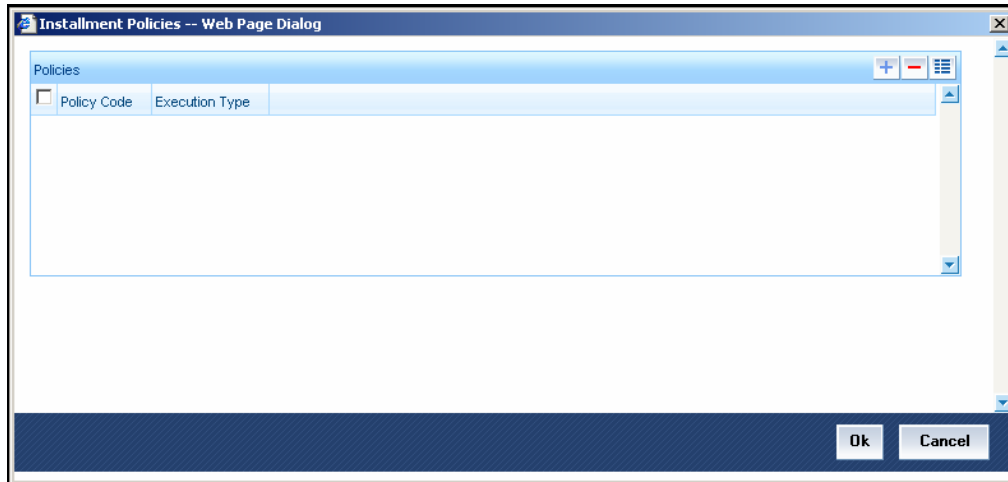 Installment Policies -- Web Page Dialog
Policies
Policy Code Execution Type
Ok Cancel